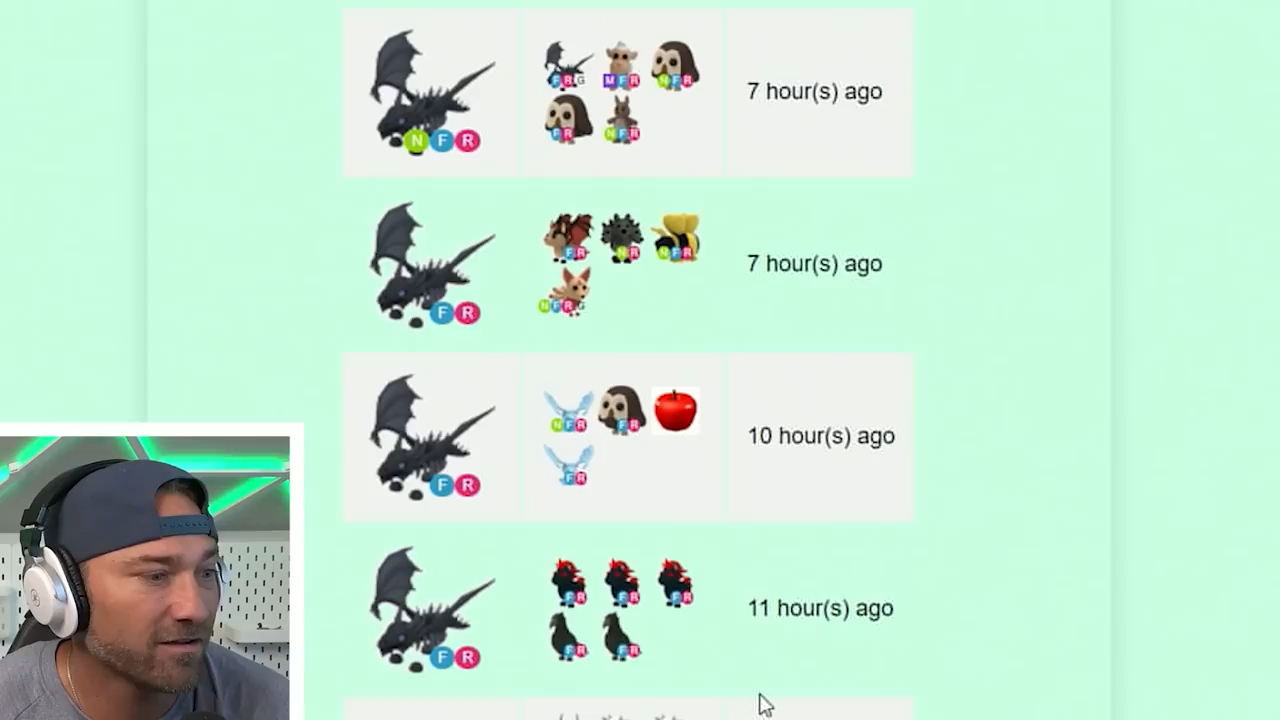 F R G M F R N F R
7 hour(s) ago
F R N F R
N F R
F R N R N F R
7 hour(s) ago
N F R G
F R
N F R F R
10 hour(s) ago
F R
F R
F R F R F R
11 hour(s) ago
F R F R
F R